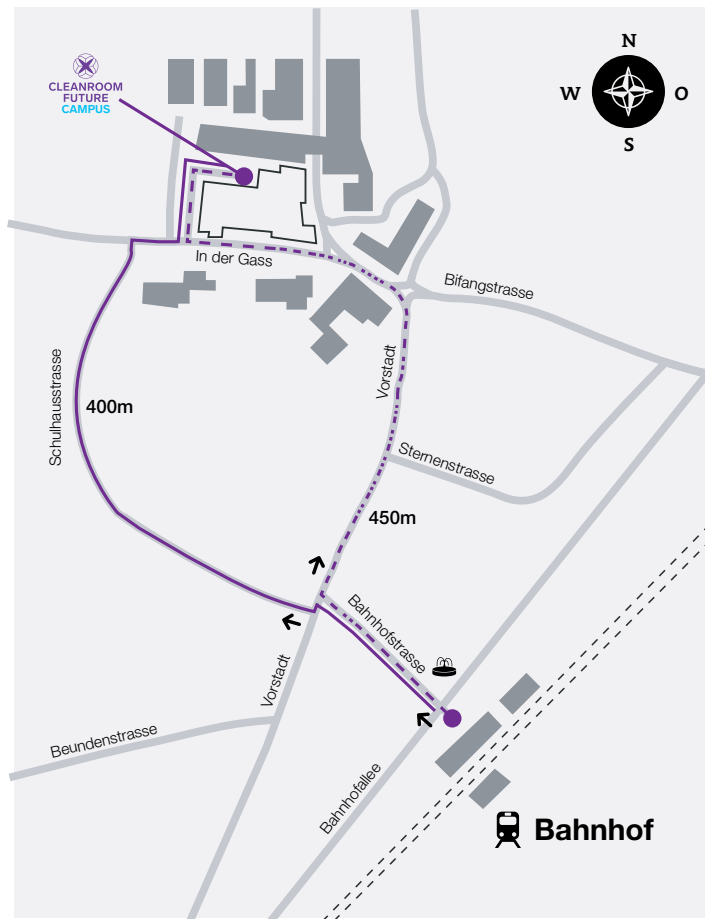 CLEANROOM
FUTURE
CAMPUS
N
W
O
S
In der Gass
Bifangstrasse
Schulhausstrasse
400m
Vorstadt
Sternenstrasse
450m
Bahnhofstrasse
Vorstadt
Beundenstrasse
Bahnhofallee
Bahnhof